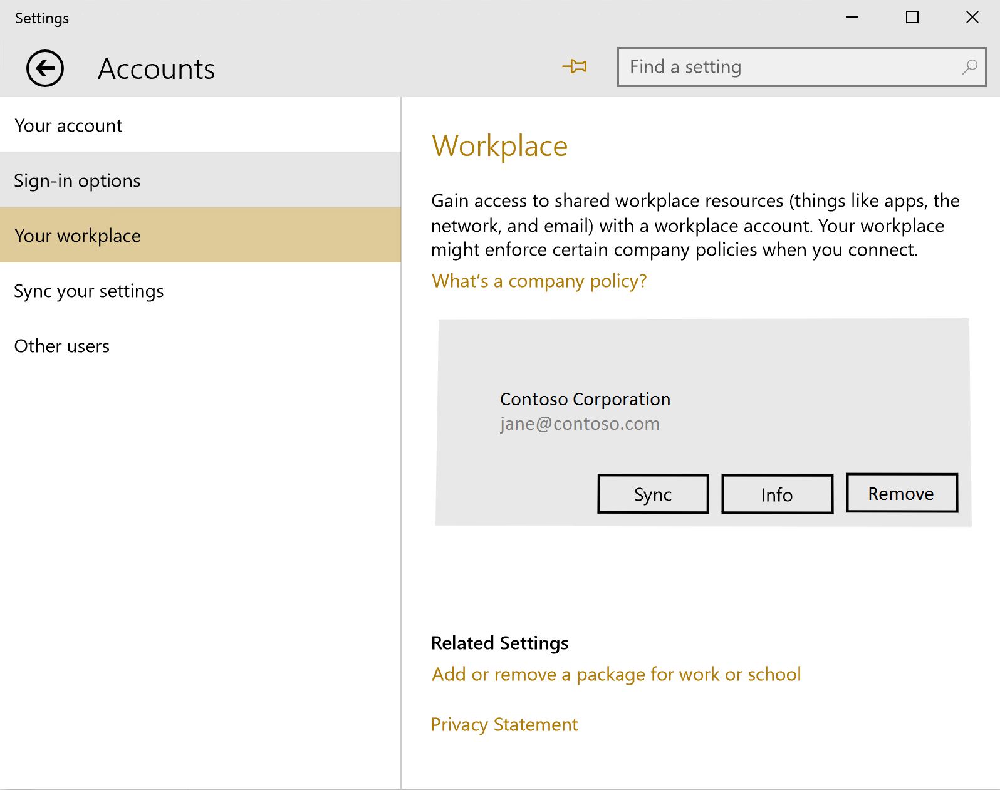 Settings
Accounts
Find a setting
Your account
Sign-in options
Your workplace
Sync your settings
Other users
Workplace
Gain access to shared workplace resources (things like apps, the
network, and email) with a workplace account. Your workplace
might enforce certain company policies when you connect.
What's a company policy?
Contoso Corporation
jane@contoso.com
Sync
Info
Remove
Related Settings
Add or remove a package for work or school
Privacy Statement